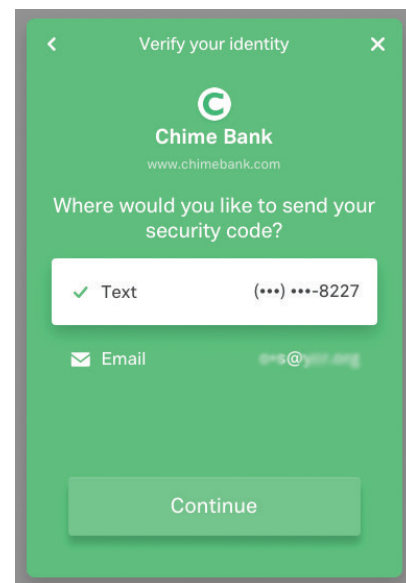 Verify your identity
Chime Bank
www.chimebank.com
Where would you like to send your
security code?
Text (•••) •••-8227
Email
Continue